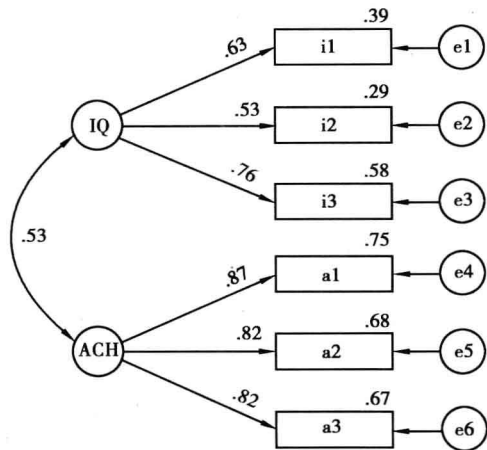 .39
.63
i1
e1
.29
IQ
.53
i2
e2
.76
.58
i3
e3
.53
.75
.87
a1
e4
.68
ACH
.82
a2
e5
.82
.67
a3
e6